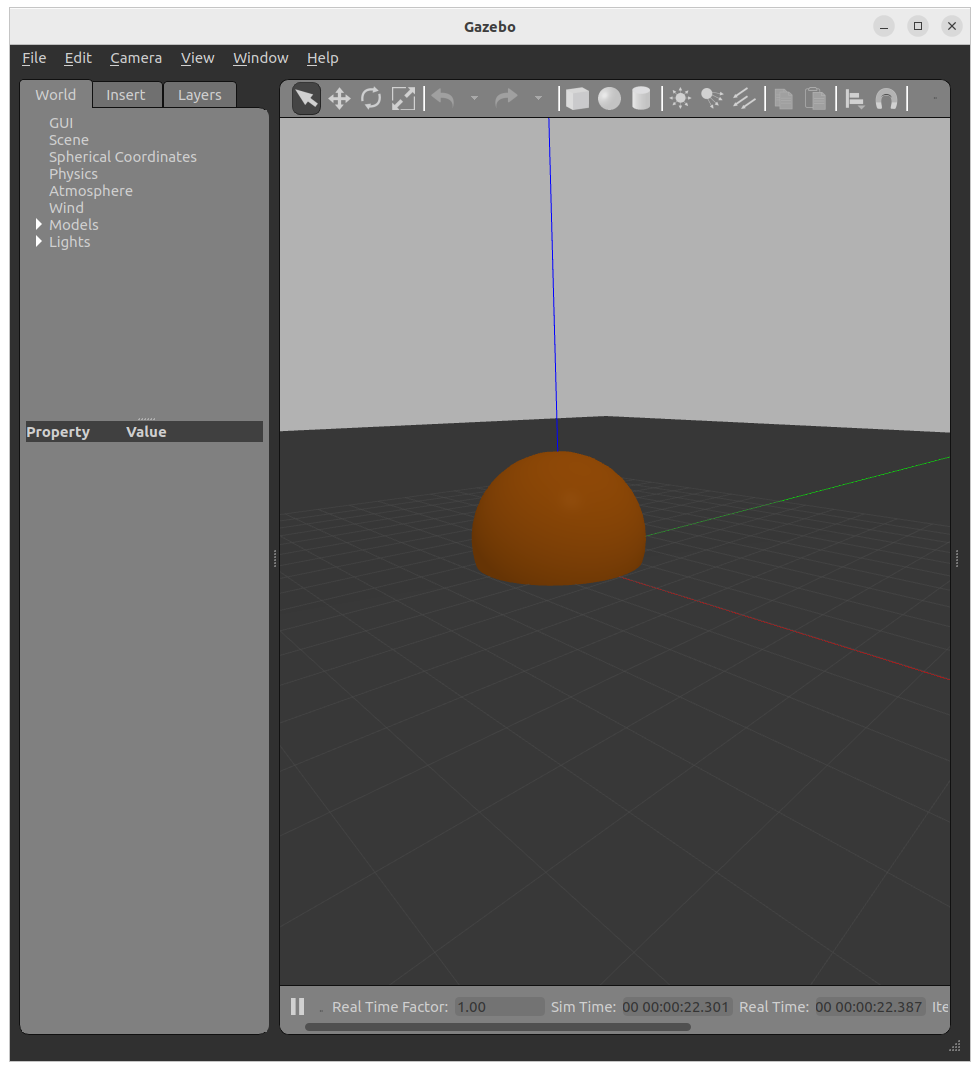 Gazebo
File Edit Camera View Window Help
World Insert Layers
GUI
Scene
Spherical Coordinates
Physics
Atmosphere
Wind
Models
Lights
Property Value
Real Time Factor: 1.00 Sim Time: 00 00:00:22.301 Real Time: 00 00:00:22.387 Ite